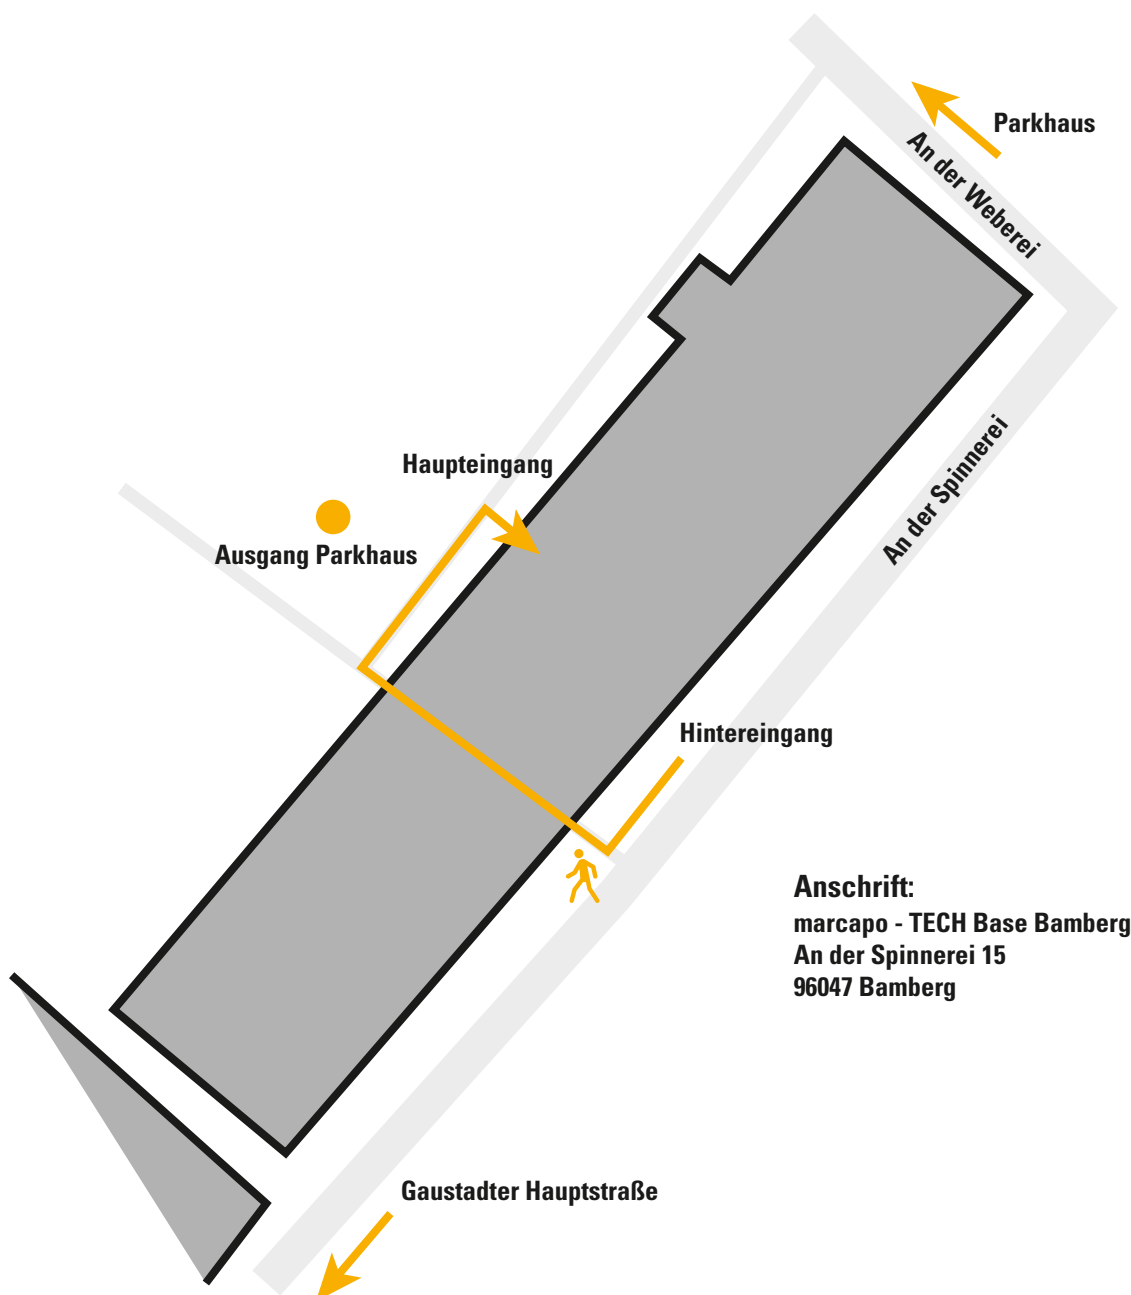 Parkhaus
An der Weberei
An der Spinnerei
Haupteingang
Ausgang Parkhaus
Hintereingang
Anschrift:
marcapo - TECH Base Bamberg
An der Spinnerei 15
96047 Bamberg
Gaustadter Hauptstraße